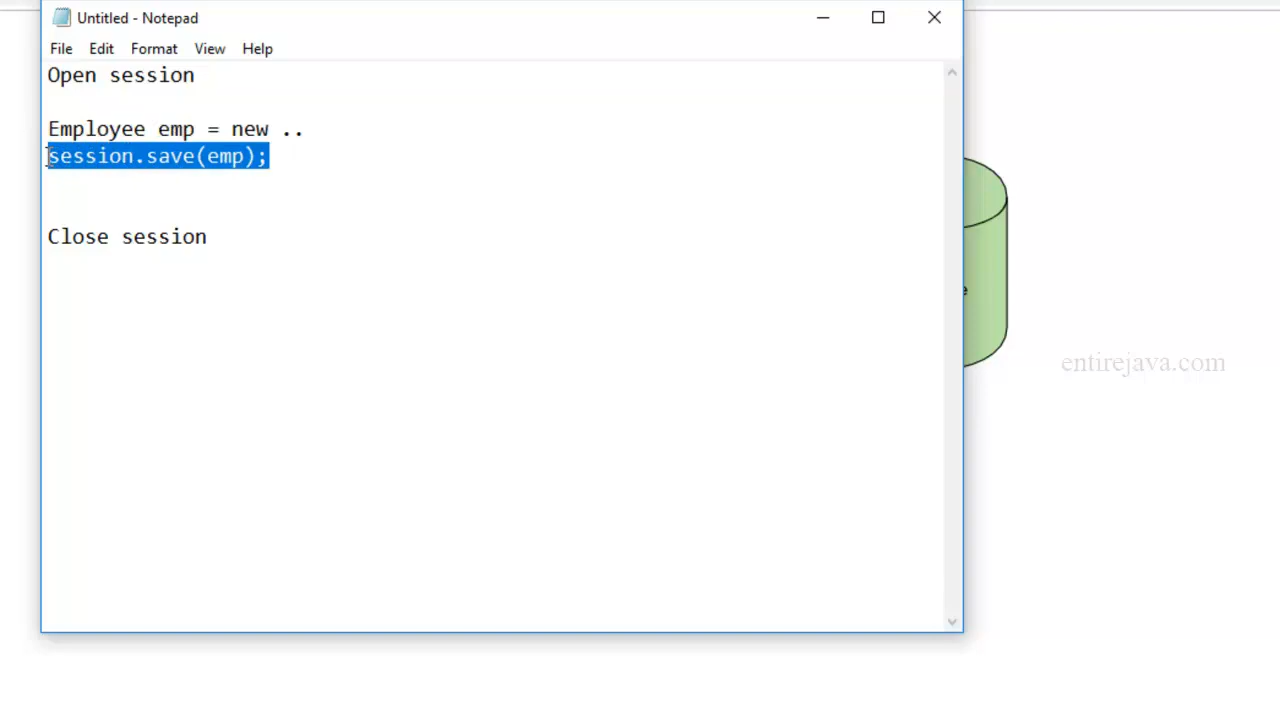 Untitled - Notepad
File Edit Format View Help
Open session
Employee emp = new ..
session.save(emp);
Close session
entirejava.com